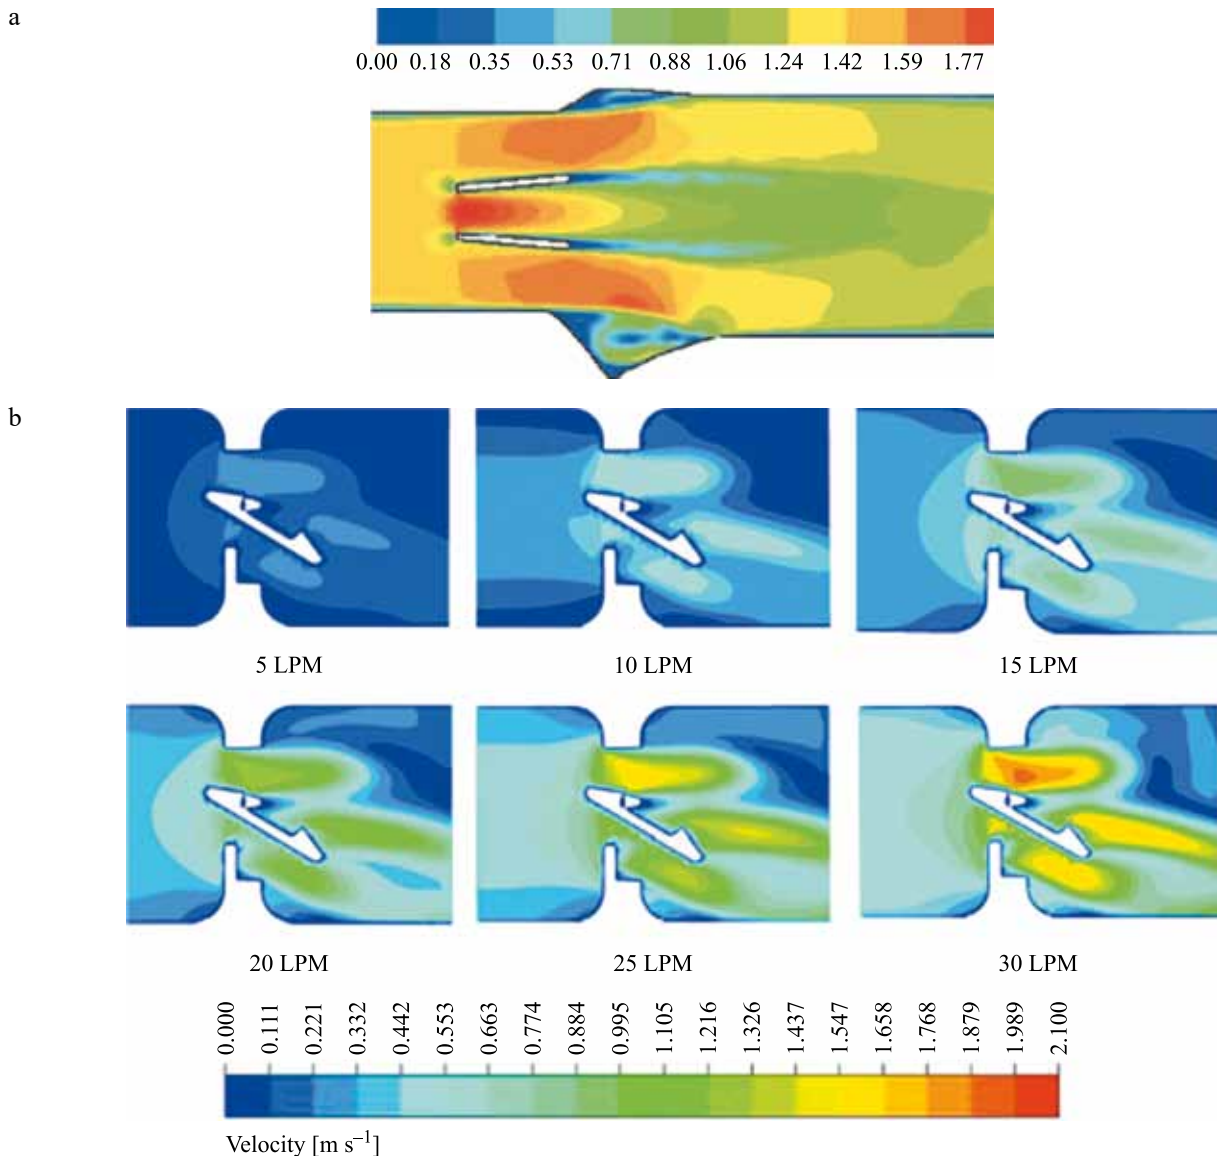 a
0.00 0.18 0.35 0.53 0.71 0.88 1.06 1.24 1.42 1.59 1.77
b
5 LPM 10 LPM 15 LPM
20 LPM 25 LPM 30 LPM
0.000 0.111 0.221 0.332 0.442 0.553 0.663 0.774 0.884 0.995 1.105 1.216 1.326 1.437 1.547 1.658 1.768 1.879 1.989 2.100
Velocity [m s⁻¹]